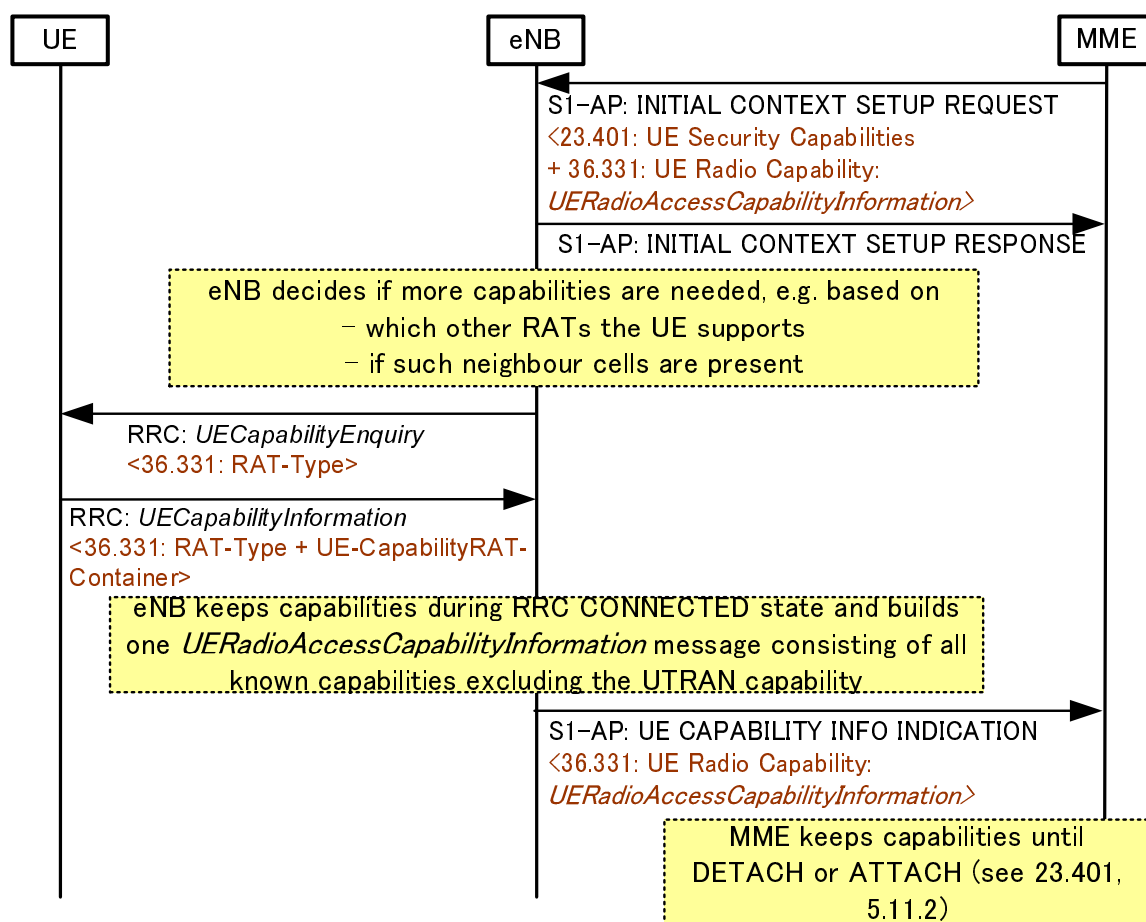 UE
eNB
MME
S1-AP: INITIAL CONTEXT SETUP REQUEST
<23.401: UE Security Capabilities
+ 36.331: UE Radio Capability:
UERadioAccessCapabilityInformation>
S1-AP: INITIAL CONTEXT SETUP RESPONSE
eNB decides if more capabilities are needed, e.g. based on
- which other RATs the UE supports
- if such neighbour cells are present
RRC: UECapabilityEnquiry
<36.331: RAT-Type>
RRC: UECapabilityInformation
<36.331: RAT-Type + UE-CapabilityRAT-
Container>
eNB keeps capabilities during RRC CONNECTED state and builds
one UERadioAccessCapabilityInformation message consisting of all
known capabilities excluding the UTRAN capability
S1-AP: UE CAPABILITY INFO INDICATION
<36.331: UE Radio Capability:
UERadioAccessCapabilityInformation>
MME keeps capabilities until
DETACH or ATTACH (see 23.401,
5.11.2)